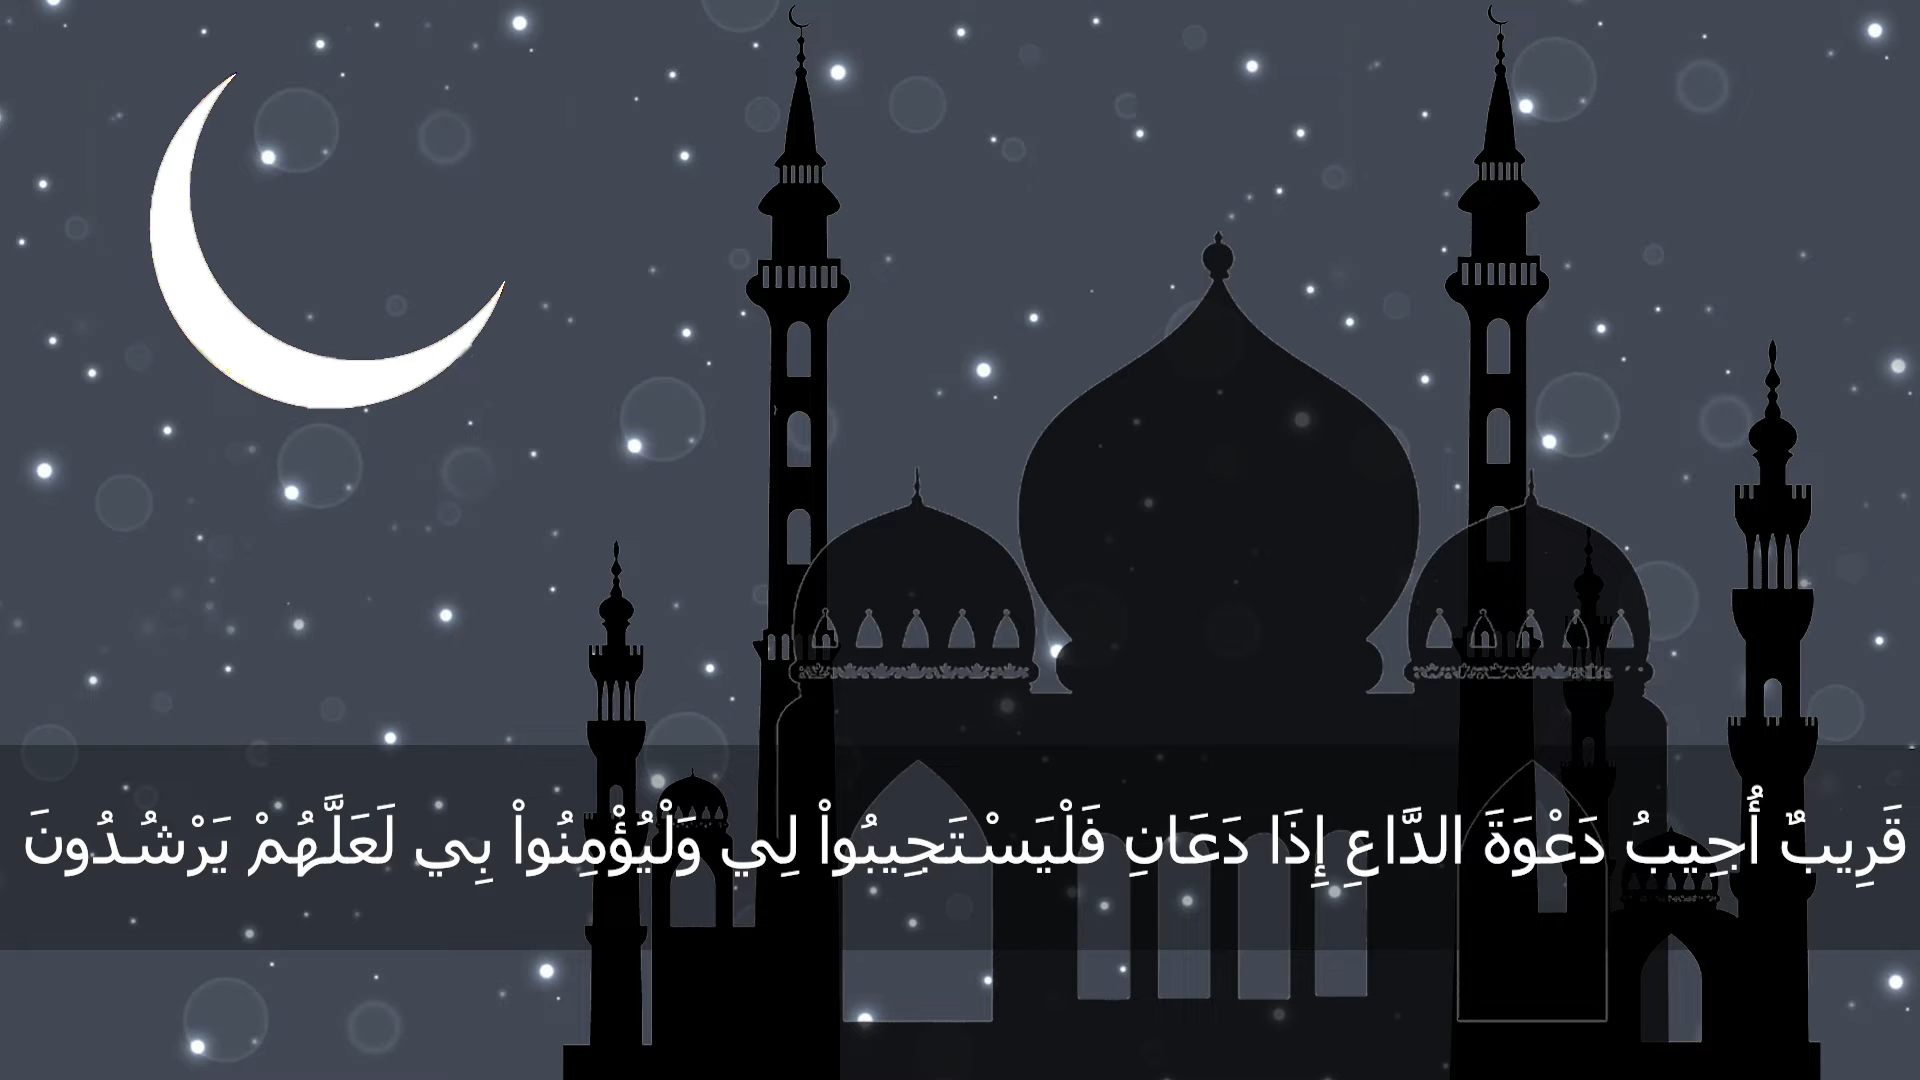 قَرِيبٌ أُجِيبُ دَعْوَةَ الدَّاعِ إِذَا دَعَانِ فَلْيَسْتَجِيبُواْ لِي وَلْيُؤْمِنُواْ بِي لَعَلَّهُمْ يَرْشُدُونَ